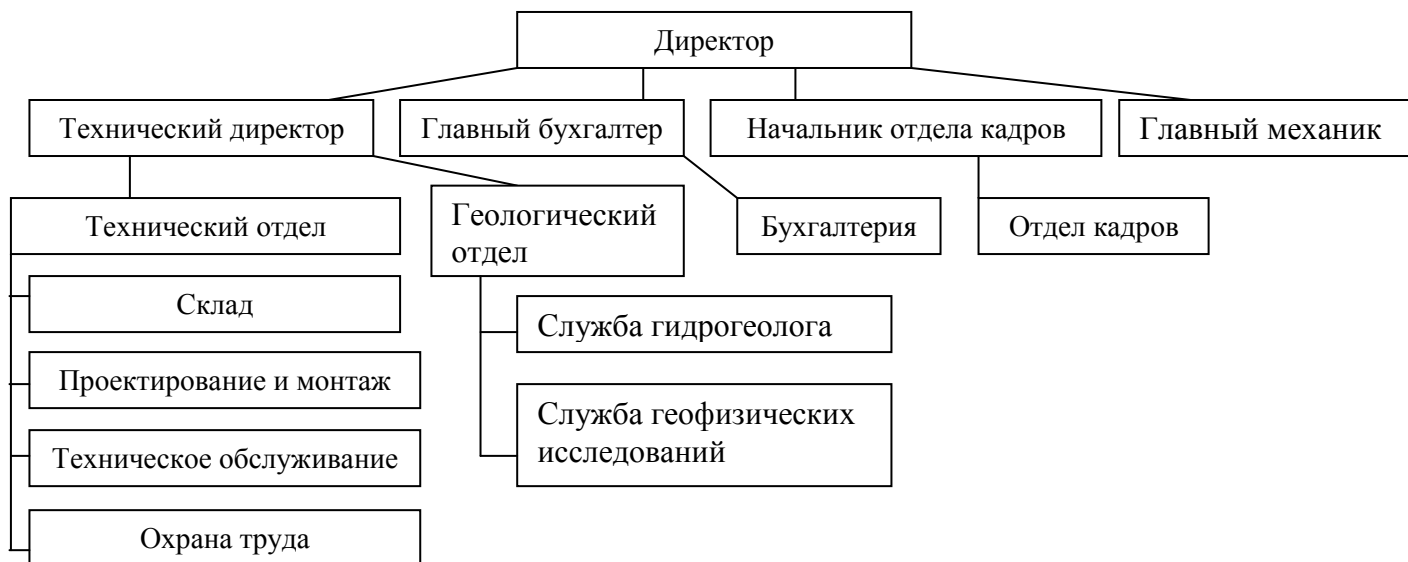 Директор
Технический директор
Главный бухгалтер
Начальник отдела кадров
Главный механик
Технический отдел
Геологический
отдел
Бухгалтерия
Отдел кадров
Склад
Служба гидрогеолога
Проектирование и монтаж
Служба геофизических
исследований
Техническое обслуживание
Охрана труда